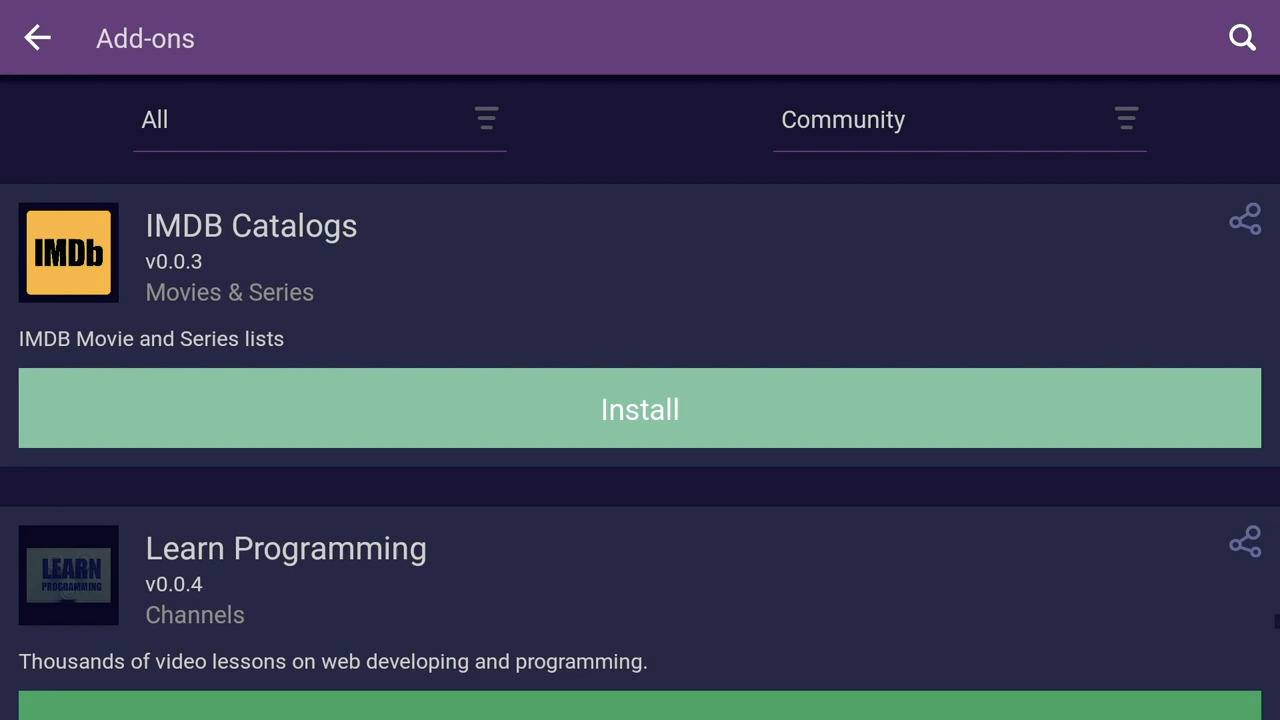 Add-ons
All
Community
IMDb
IMDB Catalogs
v0.0.3
Movies & Series
IMDB Movie and Series lists
Install
LEARN
PROGRAMMING
Learn Programming
v0.0.4
Channels
Thousands of video lessons on web developing and programming.